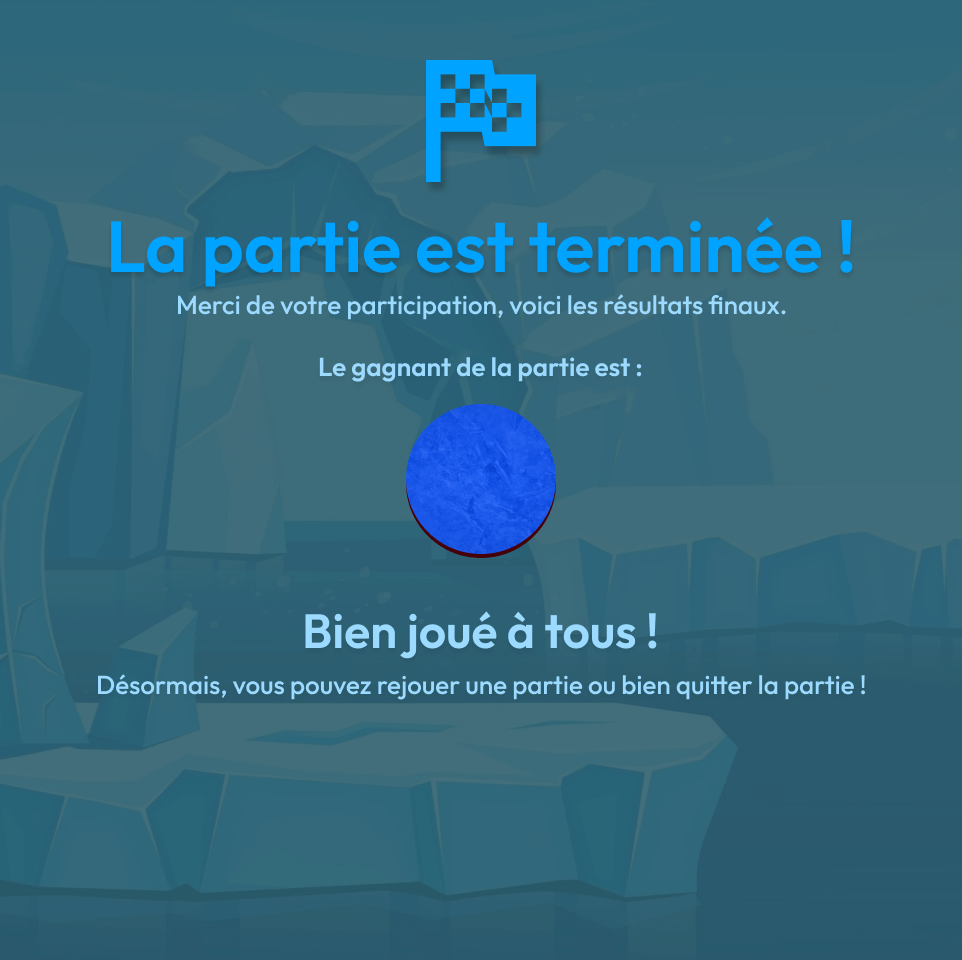 La partie est terminée !
Merci de votre participation, voici les résultats finaux.
Le gagnant de la partie est :
Bien joué à tous !
Désormais, vous pouvez rejouer une partie ou bien quitter la partie !